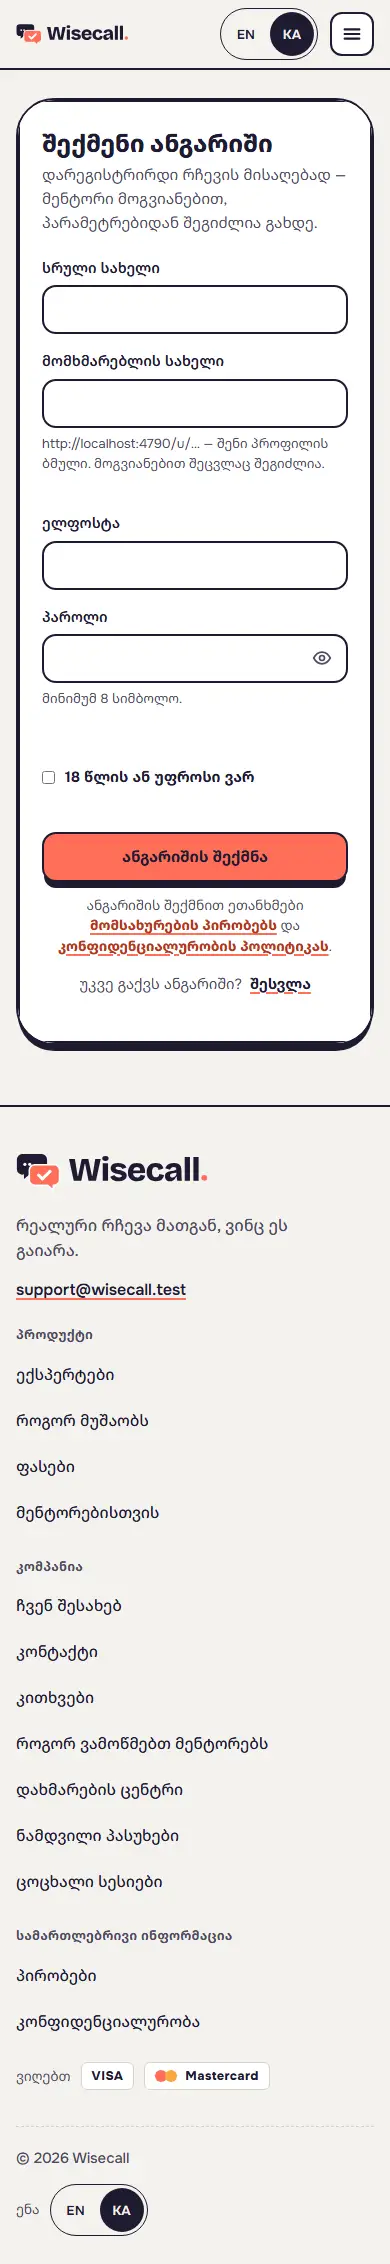 Wisecall.
EN KA
შექმენი ანგარიში
დარეგისტრირდი რჩევის მისაღებად —
მენტორი მოგვიანებით,
პარამეტრებიდან შეგიძლია გახდე.
სრული სახელი
მომხმარებლის სახელი
http://localhost:4790/u/... — შენი პროფილის
ბმული. მოგვიანებით შეცვლაც შეგიძლია.
ელფოსტა
პაროლი
მინიმუმ 8 სიმბოლო.
18 წლის ან უფროსი ვარ
ანგარიშის შექმნა
ანგარიშის შექმნით ეთანხმები
მომსახურების პირობებს და
კონფიდენციალურობის პოლიტიკას.
უკვე გაქვს ანგარიში? შესვლა
Wisecall.
რეალური რჩევა მათგან, ვინც ეს
გაიარა.
support@wisecall.test
პროდუქტი
ექსპერტები
როგორ მუშაობს
ფასები
მენტორებისთვის
კომპანია
ჩვენ შესახებ
კონტაქტი
კითხვები
როგორ ვამოწმებთ მენტორებს
დახმარების ცენტრი
ნამდვილი პასუხები
ცოცხალი სესიები
სამართლებრივი ინფორმაცია
პირობები
კონფიდენციალურობა
ვიღებთ VISA Mastercard
© 2026 Wisecall
ენა EN KA